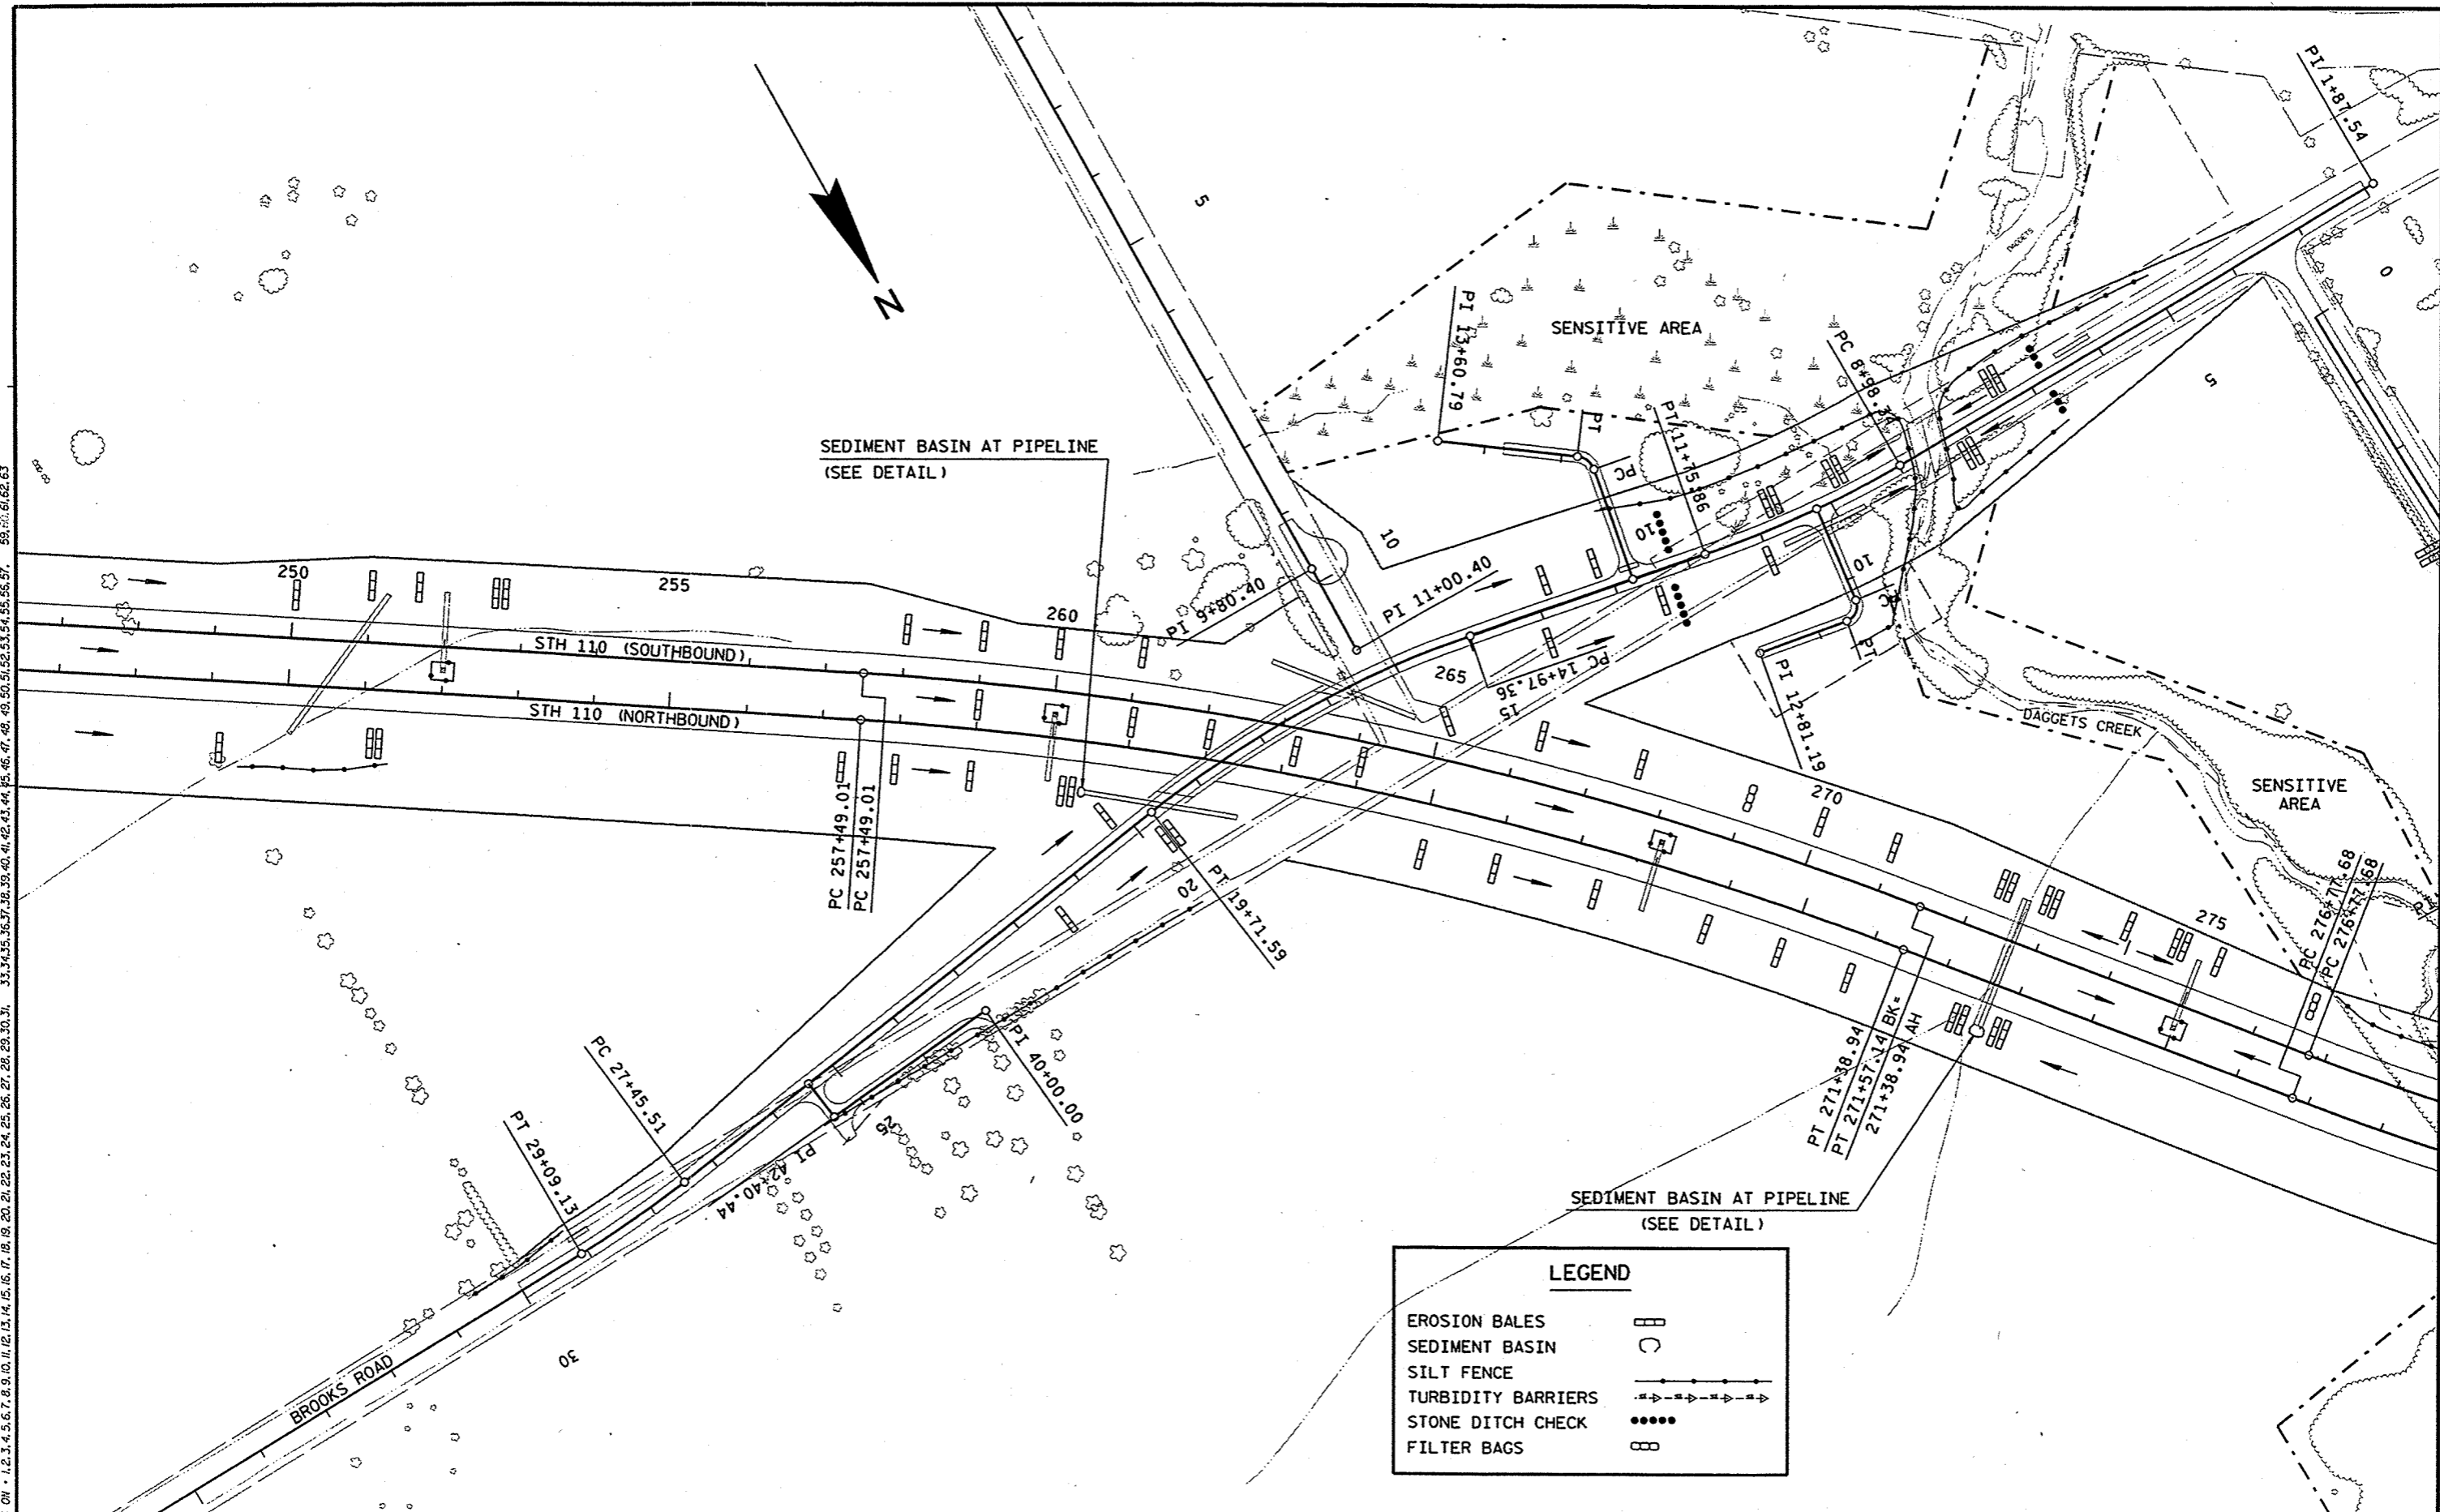 PI 1+87.54
5
N
SENSITIVE AREA
PI 13+60.79
PC 8+98.32
0
5
PT
PT 11+75.86
PC
10
10
SEDIMENT BASIN AT PIPELINE
(SEE DETAIL)
10
PC
PT
250
255
260
PI 9+80.40
PI 11+00.40
265
PC 14+97.36
15
PI 12+81.19
STH 110 (SOUTHBOUND)
STH 110 (NORTHBOUND)
DAGGETS CREEK
SENSITIVE
AREA
270
PC 257+49.01
PC 257+49.01
20
PT 19+71.59
275
PC 276+77.68
PC 276+77.68
PI 40+00.00
PT 271+38.94
PT 271+57.14 BK=
271+38.94 AH
PC 27+45.51
25
PI 42+40.44
PT 29+09.13
SEDIMENT BASIN AT PIPELINE
(SEE DETAIL)
30
BROOKS ROAD
LEGEND
EROSION BALES
SEDIMENT BASIN
SILT FENCE
TURBIDITY BARRIERS
STONE DITCH CHECK
FILTER BAGS